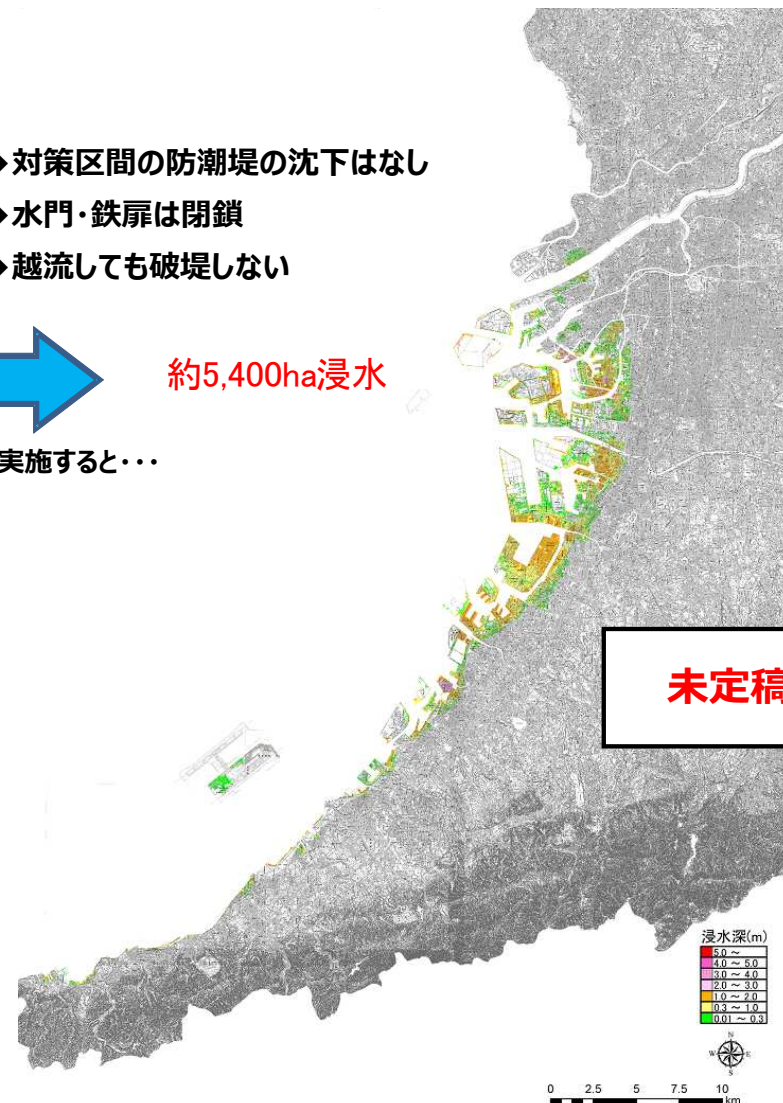 対策区間の防潮堤の沈下はなし
水門・鉄扉は閉鎖
越流しても破堤しない
約5,400ha浸水
実施すると・・・
未定稿
浸水深(m)
5.0 ～
4.0 ～ 5.0
3.0 ～ 4.0
2.0 ～ 3.0
1.0 ～ 2.0
0.3 ～ 1.0
0.01 ～ 0.3
N
W E
S
0 2.5 5 7.5 10
km